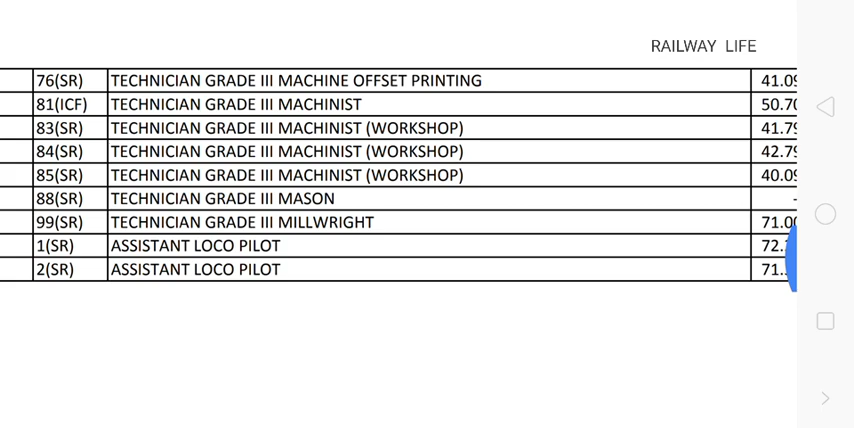 RAILWAY LIFE
76(SR) TECHNICIAN GRADE III MACHINE OFFSET PRINTING 41.09
81(ICF) TECHNICIAN GRADE III MACHINIST 50.70
83(SR) TECHNICIAN GRADE III MACHINIST (WORKSHOP) 41.79
84(SR) TECHNICIAN GRADE III MACHINIST (WORKSHOP) 42.79
85(SR) TECHNICIAN GRADE III MACHINIST (WORKSHOP) 40.09
88(SR) TECHNICIAN GRADE III MASON -
99(SR) TECHNICIAN GRADE III MILLWRIGHT 71.00
1(SR) ASSISTANT LOCO PILOT 72.
2(SR) ASSISTANT LOCO PILOT 71.